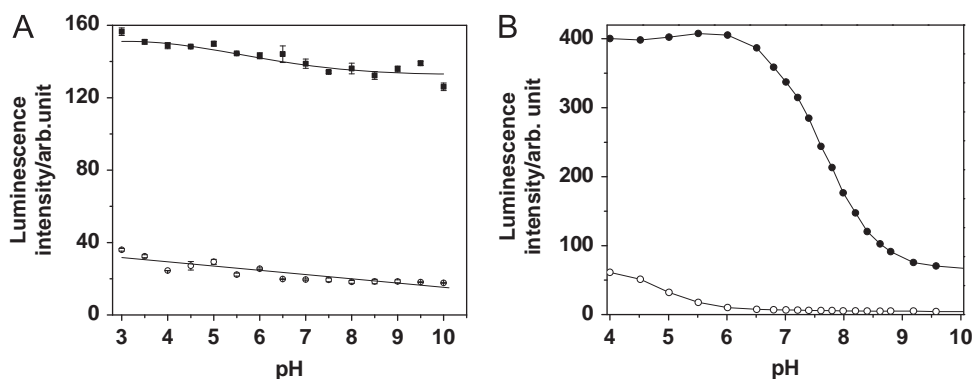 A
Luminescence
intensity/arb.unit
160
120
80
40
0
3 4 5 6 7 8 9 10
pH
B
Luminescence
intensity/arb. unit
400
300
200
100
0
4 5 6 7 8 9 10
pH